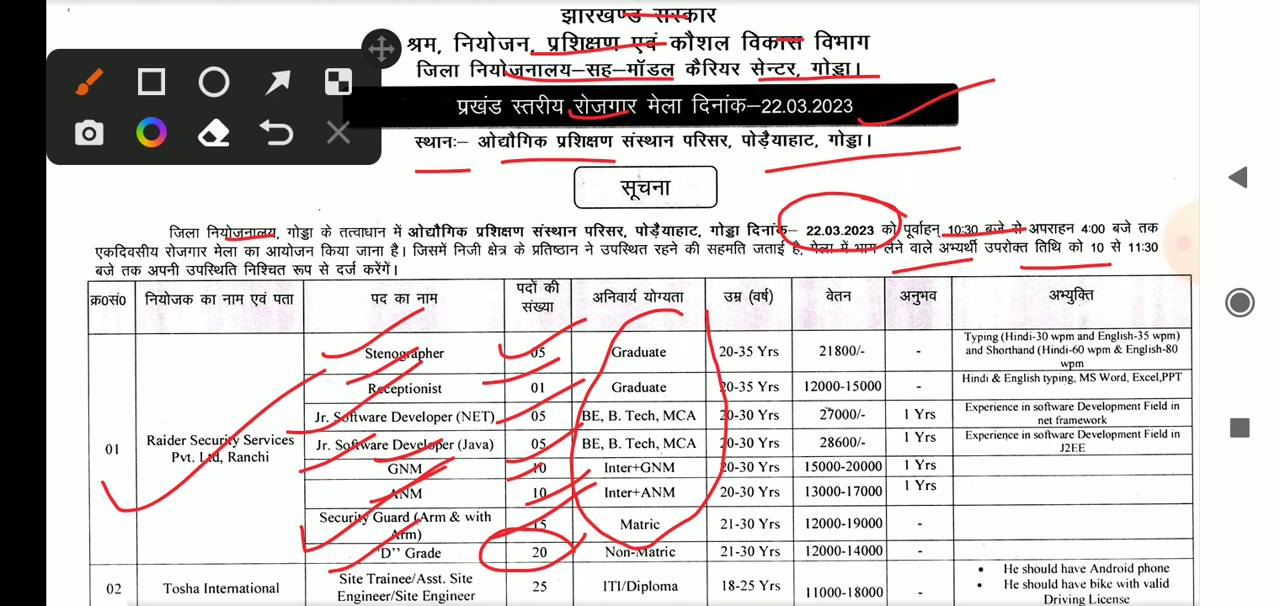 झारखण्ड सरकार
श्रम, नियोजन, प्रशिक्षण एवं कौशल विकास विभाग
जिला नियोजनालय–सह–मॉडल कैरियर सेन्टर, गोड्डा।
प्रखंड स्तरीय रोजगार मेला दिनांक–22.03.2023
स्थानः– ओद्यौगिक प्रशिक्षण संस्थान परिसर, पोड़ैयाहाट, गोड्डा।
सूचना
जिला नियोजनालय, गोड्डा के तत्वाधान में ओद्यौगिक प्रशिक्षण संस्थान परिसर, पोड़ैयाहाट, गोड्डा दिनांक– 22.03.2023 को पूर्वाहन् 10:30 बजे से अपराहन 4:00 बजे तक
एकदिवसीय रोजगार मेला का आयोजन किया जाना है। जिसमें निजी क्षेत्र के प्रतिष्ठान ने उपस्थित रहने की सहमति जताई है, मेला में भाग लेने वाले अभ्यर्थी उपरोक्त तिथि को 10 से 11:30
बजे तक अपनी उपस्थिति निश्चित रूप से दर्ज करेंगें।
क्र०सं० नियोजक का नाम एवं पता पद का नाम पदों की संख्या अनिवार्य योग्यता उम्र (वर्ष) वेतन अनुभव अभ्युक्ति
01 Raider Security Services Pvt. Ltd, Ranchi
Stenographer 05 Graduate 20-35 Yrs 21800/- - Typing (Hindi-30 wpm and English-35 wpm) and Shorthand (Hindi-60 wpm & English-80 wpm
Receptionist 01 Graduate 20-35 Yrs 12000-15000 - Hindi & English typing, MS Word, Excel,PPT
Jr. Software Developer (NET) 05 BE, B. Tech, MCA 20-30 Yrs 27000/- 1 Yrs Experience in software Development Field in net framework
Jr. Software Developer (Java) 05 BE, B. Tech, MCA 20-30 Yrs 28600/- 1 Yrs Experience in software Development Field in J2EE
GNM 10 Inter+GNM 20-30 Yrs 15000-20000 1 Yrs
ANM 10 Inter+ANM 20-30 Yrs 13000-17000 1 Yrs
Security Guard (Arm & with Arm) 15 Matric 21-30 Yrs 12000-19000 -
"D" Grade 20 Non-Matric 21-30 Yrs 12000-14000 -
02 Tosha International Site Trainee/Asst. Site Engineer/Site Engineer 25 ITI/Diploma 18-25 Yrs 11000-18000 -
• He should have Android phone
• He should have bike with valid Driving License